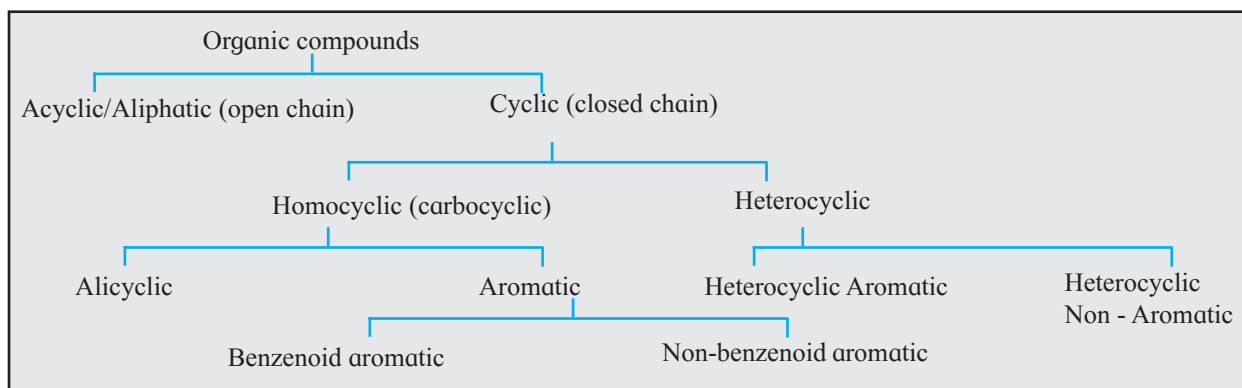 Organic compounds
Acyclic/Aliphatic (open chain)
Cyclic (closed chain)
Homocyclic (carbocyclic)
Heterocyclic
Alicyclic
Aromatic
Heterocyclic Aromatic
Heterocyclic
Non - Aromatic
Benzenoid aromatic
Non-benzenoid aromatic